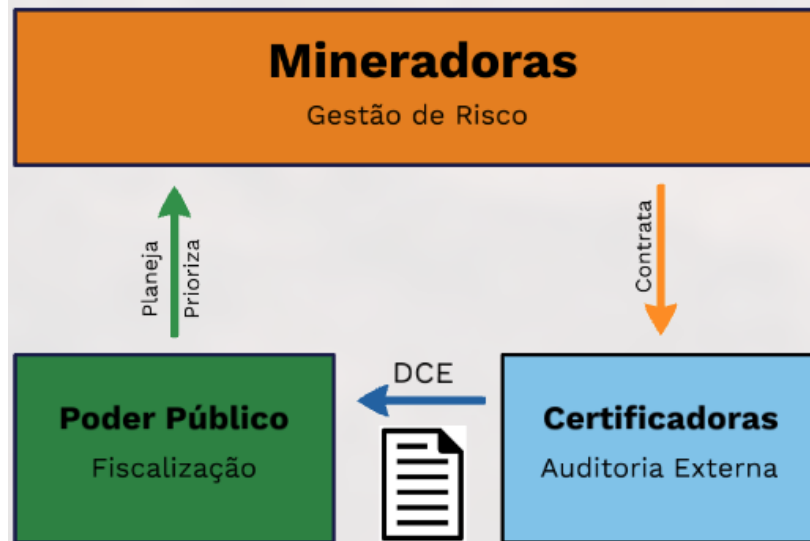 Mineradoras
Gestão de Risco
Planeja
Prioriza
Contrata
DCE
Poder Público
Fiscalização
Certificadoras
Auditoria Externa